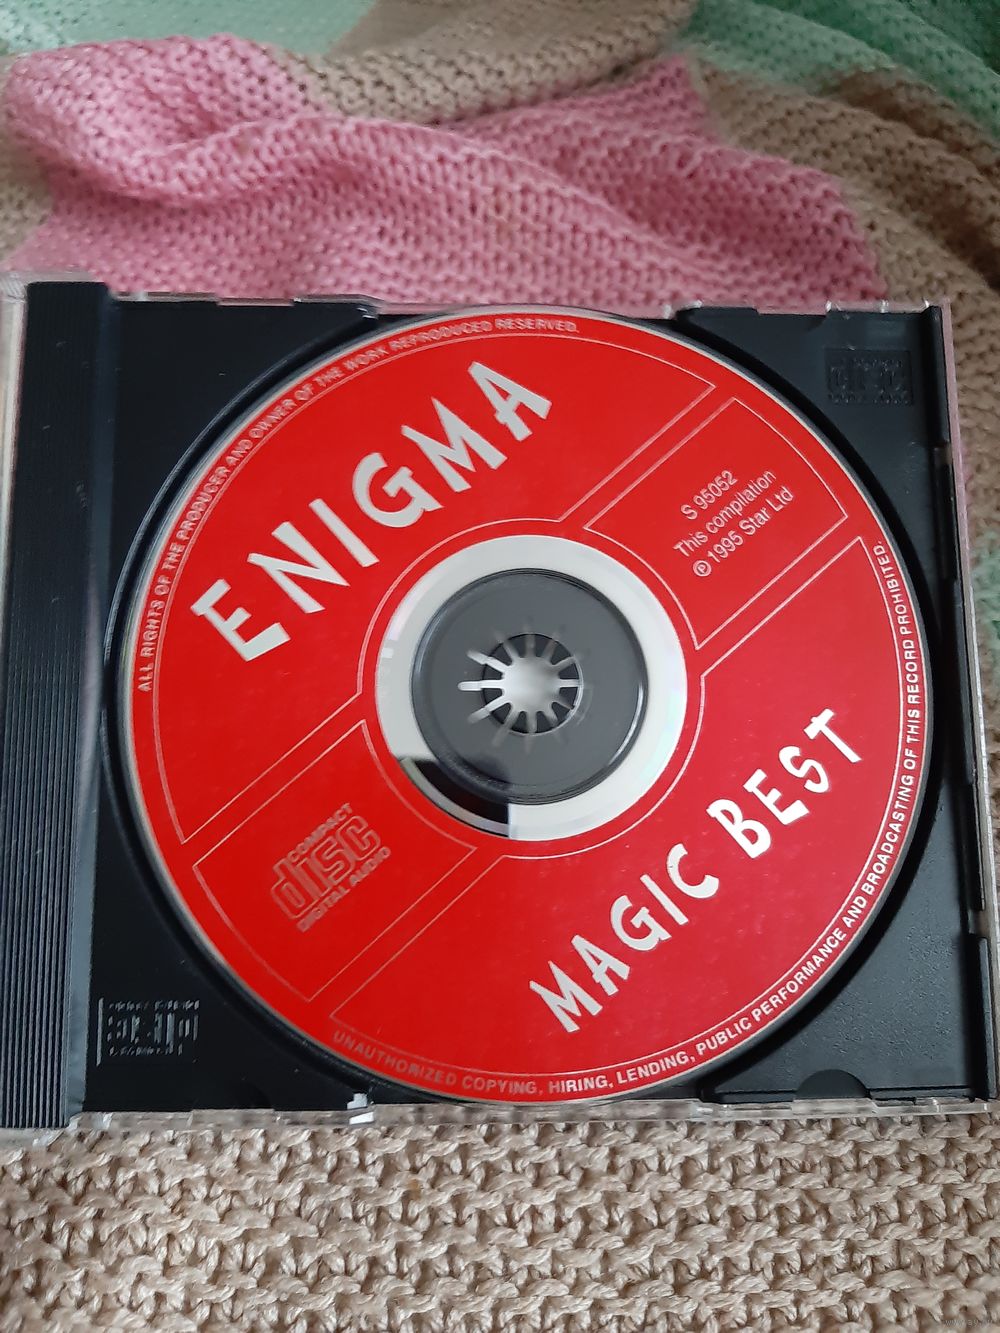 ALL RIGHTS OF THE PRODUCER AND OWNER OF THE WORK REPRODUCED RESERVED.
ENIGMA
S 95052
This compilation
℗ 1995 Star Ltd
COMPACT
disc
DIGITAL AUDIO
MAGIC BEST
UNAUTHORIZED COPYING, HIRING, LENDING, PUBLIC PERFORMANCE AND BROADCASTING OF THIS RECORD PROHIBITED.